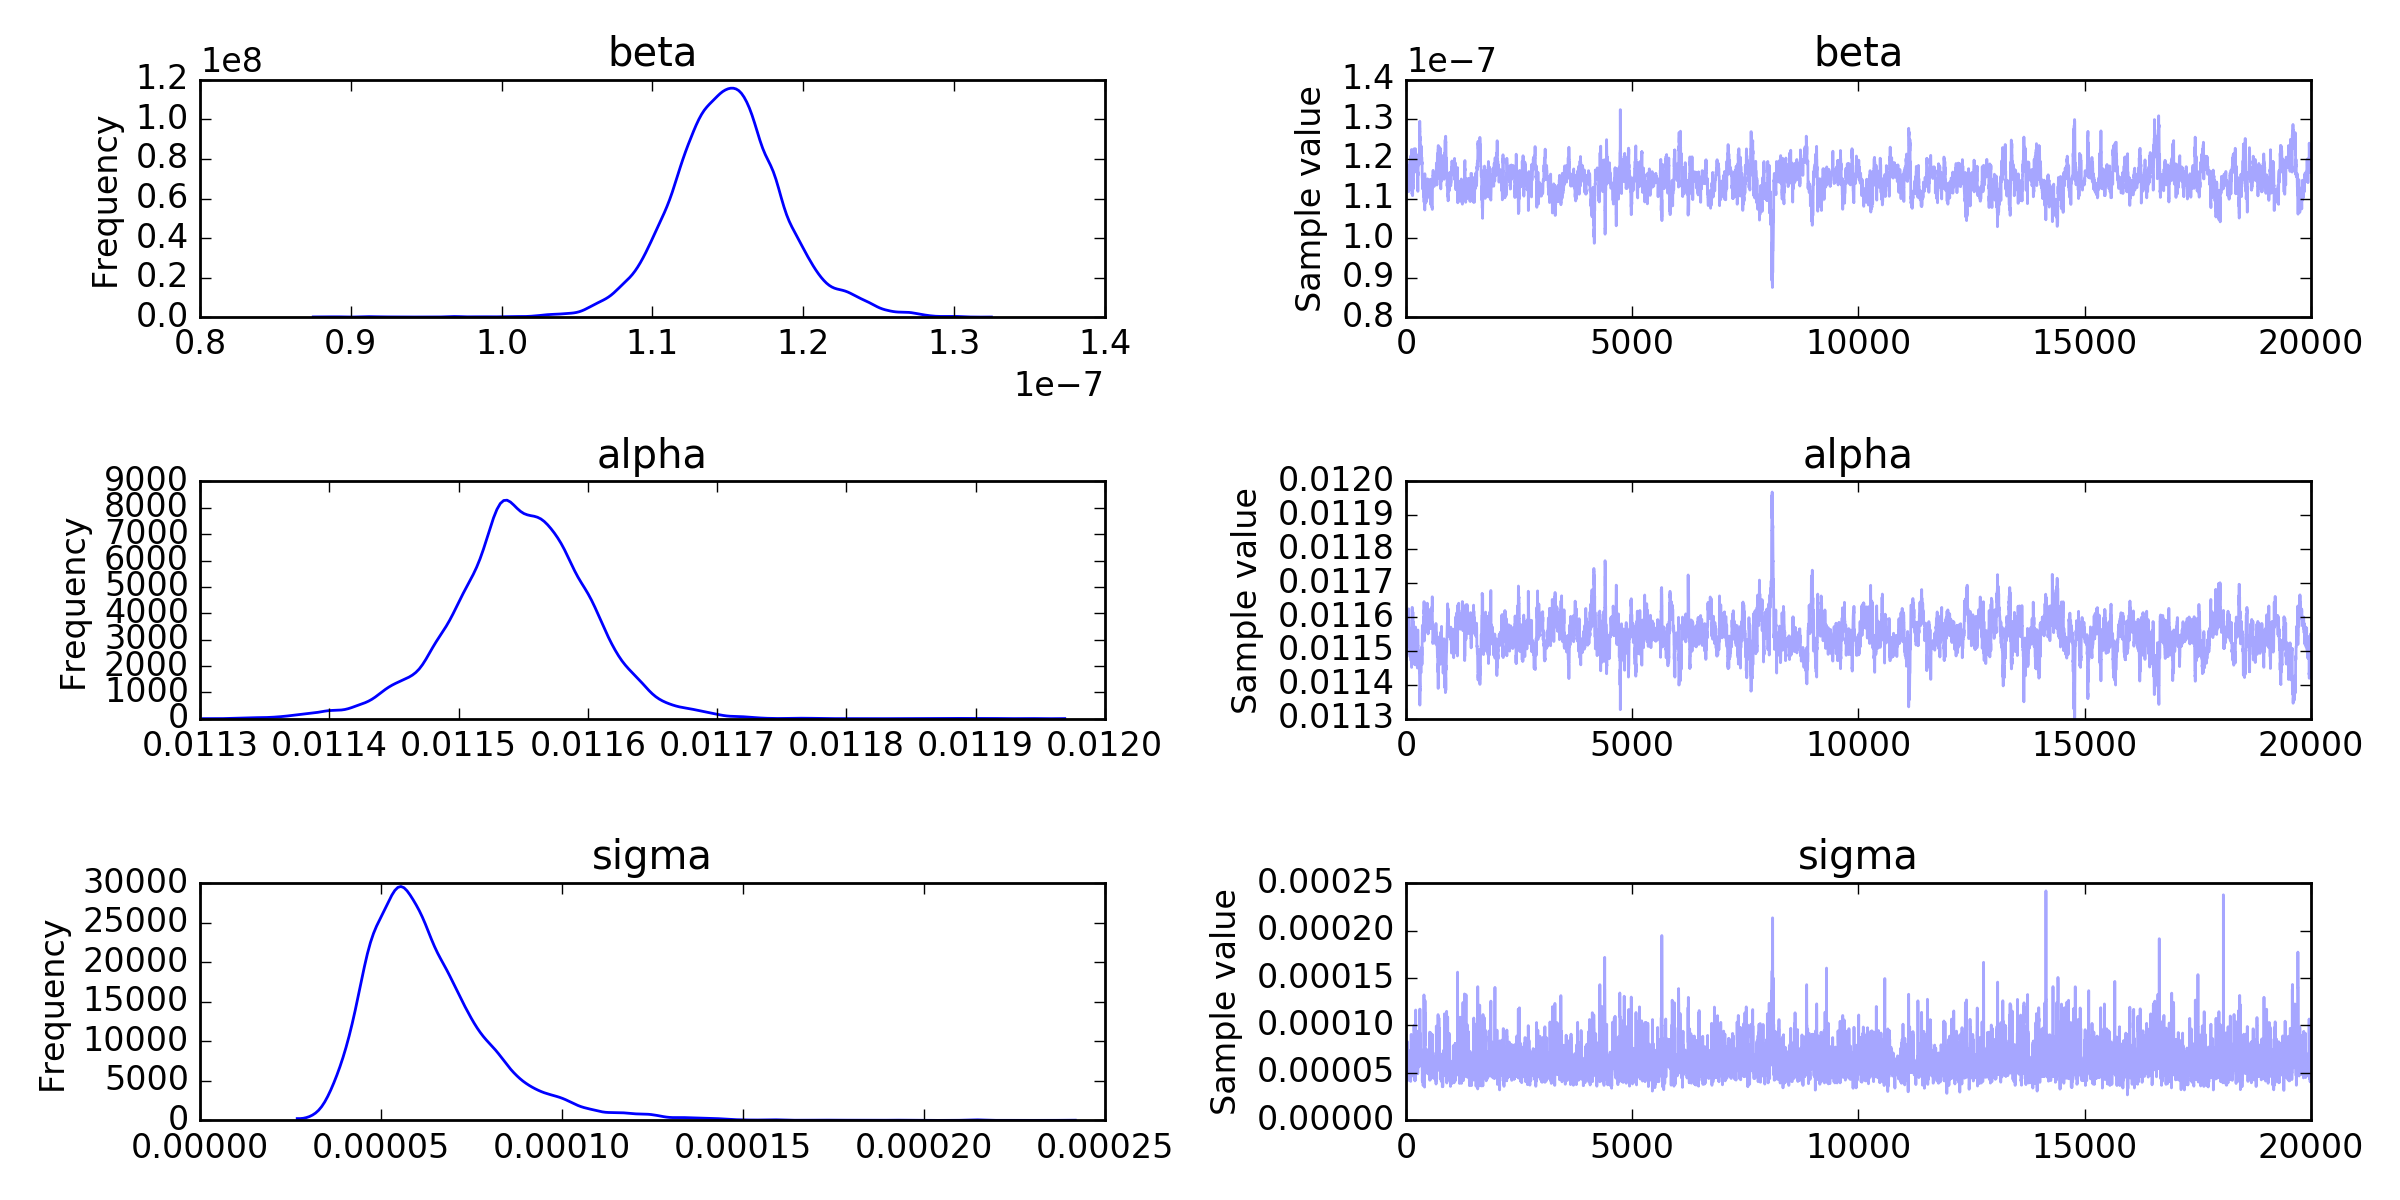 beta
1e8
1.2
1.0
0.8
0.6
0.4
0.2
0.0
Frequency
0.8 0.9 1.0 1.1 1.2 1.3 1.4
1e−7
beta
1e−7
1.4
1.3
1.2
1.1
1.0
0.9
0.8
Sample value
0 5000 10000 15000 20000
alpha
9000
8000
7000
6000
5000
4000
3000
2000
1000
0
Frequency
0.0113 0.0114 0.0115 0.0116 0.0117 0.0118 0.0119 0.0120
alpha
0.0120
0.0119
0.0118
0.0117
0.0116
0.0115
0.0114
0.0113
Sample value
0 5000 10000 15000 20000
sigma
30000
25000
20000
15000
10000
5000
0
Frequency
0.00000 0.00005 0.00010 0.00015 0.00020 0.00025
sigma
0.00025
0.00020
0.00015
0.00010
0.00005
0.00000
Sample value
0 5000 10000 15000 20000